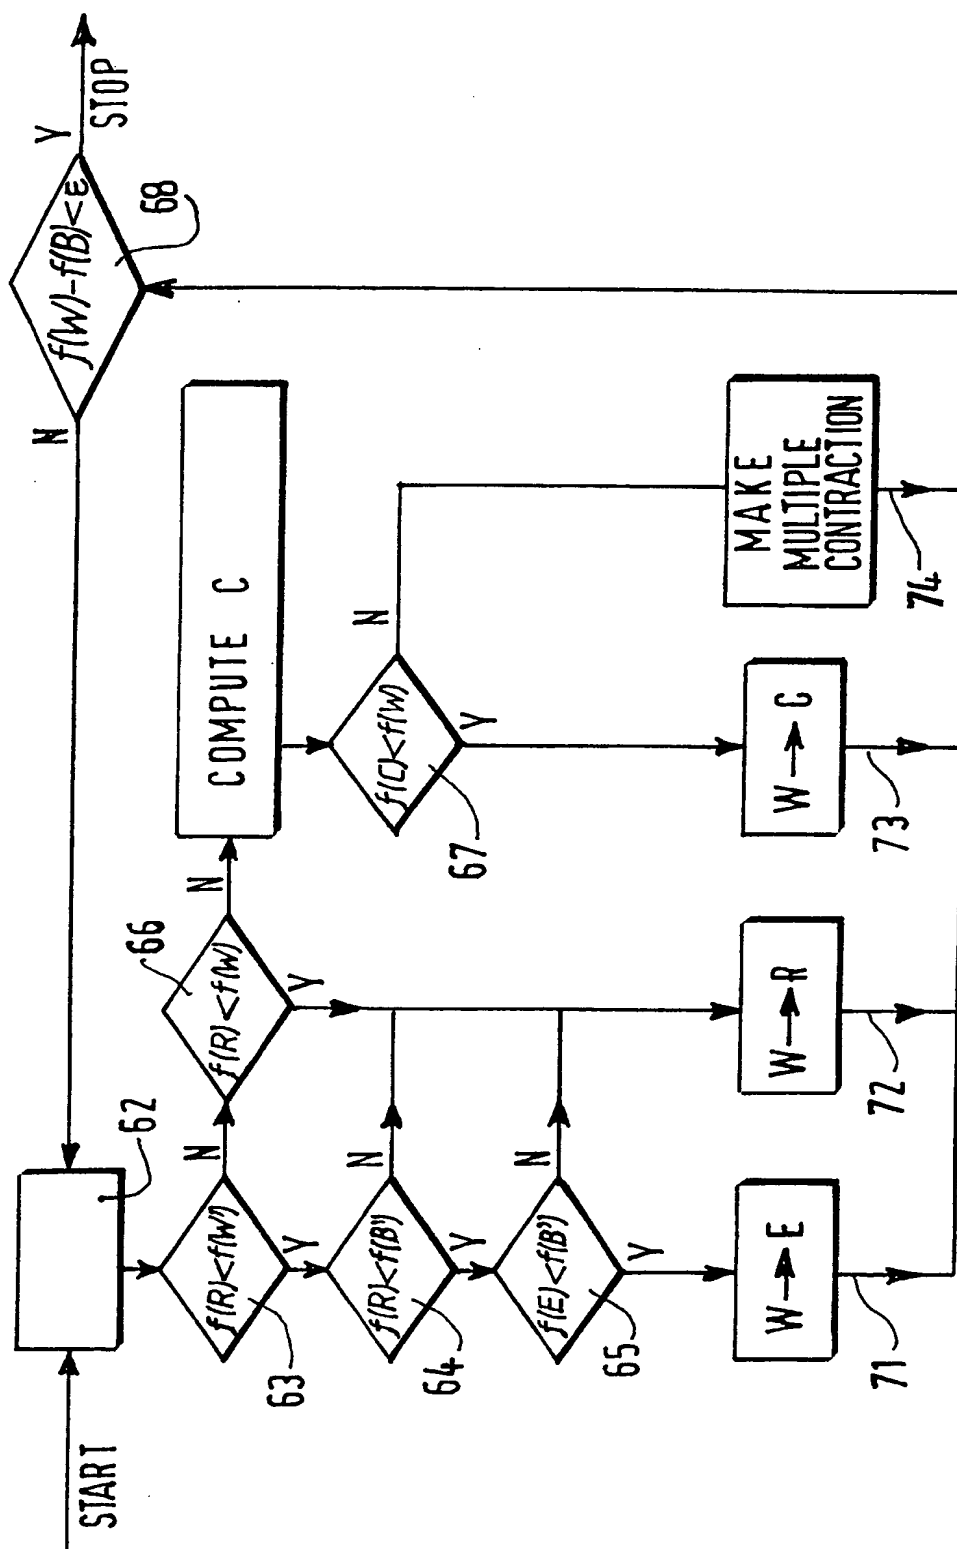 START
62
N
f(W)-f(B)<ε
Y
STOP
68
f(R)<f(W')
N
63
Y
f(R)<f(W)
66
N
Y
COMPUTE C
f(R)<f(B')
N
64
Y
f(C)<f(W)
N
67
Y
f(E)<f(B')
N
65
Y
W→E
W→R
W→C
MAKE
MULTIPLE
CONTRACTION
71
72
73
74